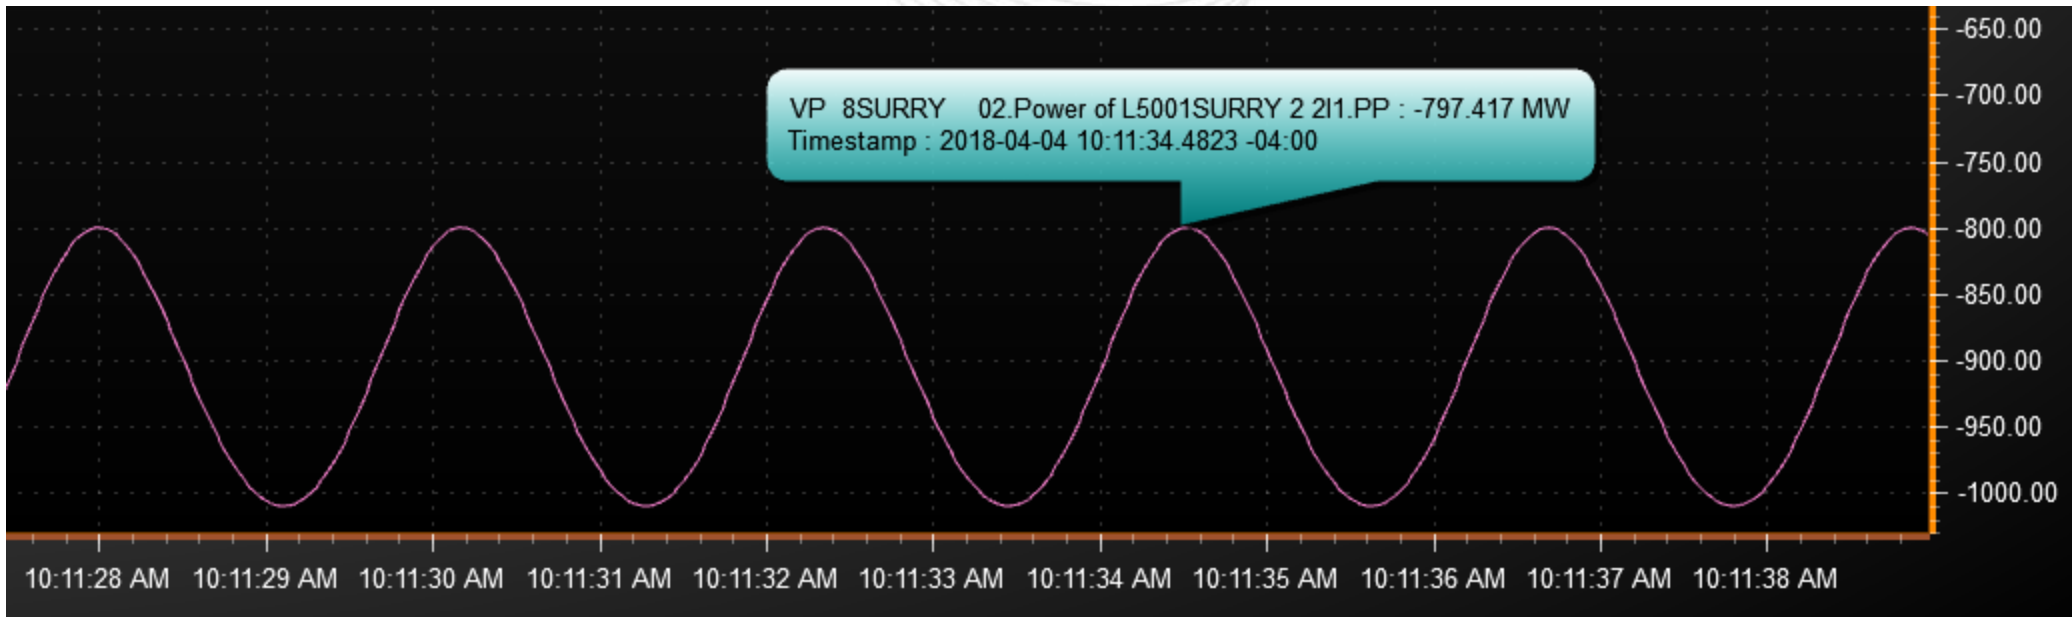 VP 8SURRY 02.Power of L5001SURRY 2 2I1.PP : -797.417 MW
Timestamp : 2018-04-04 10:11:34.4823 -04:00
-650.00
-700.00
-750.00
-800.00
-850.00
-900.00
-950.00
-1000.00
10:11:28 AM 10:11:29 AM 10:11:30 AM 10:11:31 AM 10:11:32 AM 10:11:33 AM 10:11:34 AM 10:11:35 AM 10:11:36 AM 10:11:37 AM 10:11:38 AM